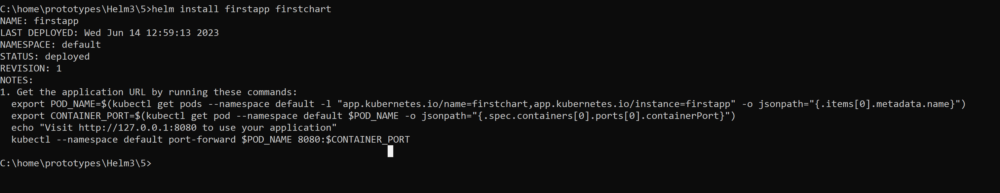 C:\home\prototypes\Helm3\5>helm install firstapp firstchart
NAME: firstapp
LAST DEPLOYED: Wed Jun 14 12:59:13 2023
NAMESPACE: default
STATUS: deployed
REVISION: 1
NOTES:
1. Get the application URL by running these commands:
  export POD_NAME=$(kubectl get pods --namespace default -l "app.kubernetes.io/name=firstchart,app.kubernetes.io/instance=firstapp" -o jsonpath="{.items[0].metadata.name}")
  export CONTAINER_PORT=$(kubectl get pod --namespace default $POD_NAME -o jsonpath="{.spec.containers[0].ports[0].containerPort}")
  echo "Visit http://127.0.0.1:8080 to use your application"
  kubectl --namespace default port-forward $POD_NAME 8080:$CONTAINER_PORT
C:\home\prototypes\Helm3\5>